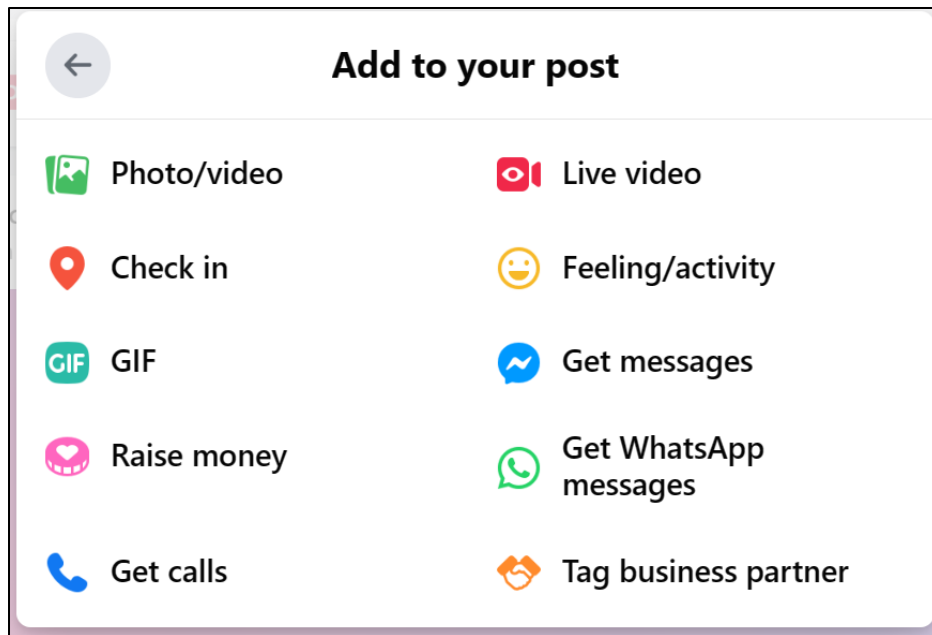 Add to your post
Photo/video
Live video
Check in
Feeling/activity
GIF
GIF
Get messages
Raise money
Get WhatsApp
messages
Get calls
Tag business partner